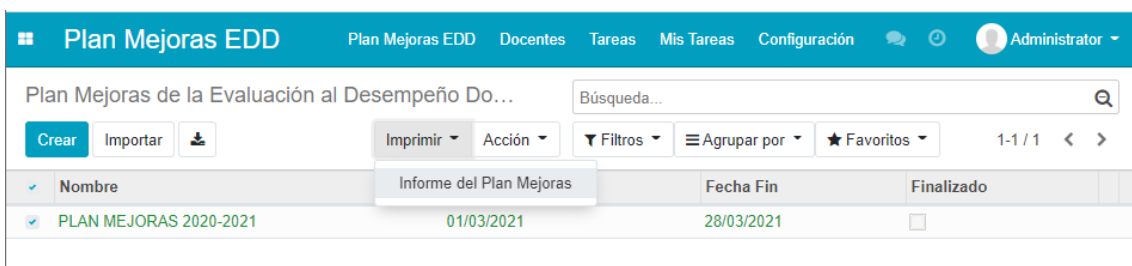 Plan Mejoras EDD Plan Mejoras EDD Docentes Tareas Mis Tareas Configuración Administrator
Plan Mejoras de la Evaluación al Desempeño Do... Búsqueda...
Crear Importar Imprimir Acción Filtros Agrupar por Favoritos 1-1 / 1
Informe del Plan Mejoras
Nombre Fecha Fin Finalizado
PLAN MEJORAS 2020-2021 01/03/2021 28/03/2021